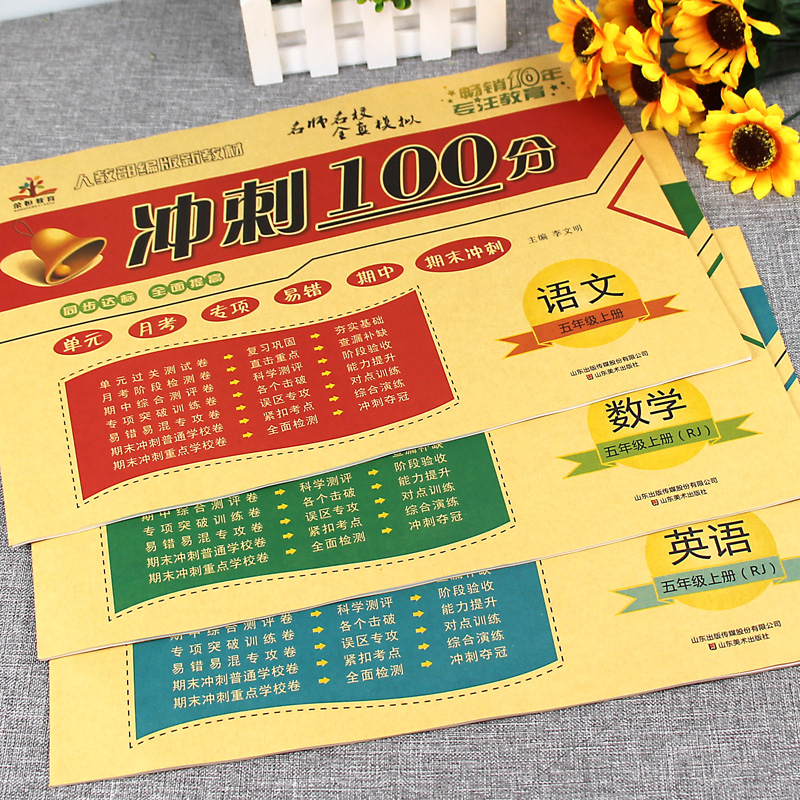 畅销10年
专注教育
名师名校
全真模拟
人教部编版新教材
荣恒教育
冲刺100分
主编 李文明
同步达标 全面提高
单元 月考 专项 易错 期中 期末冲刺
语文
五年级上册
山东出版传媒股份有限公司
山东美术出版社
单元过关测试卷 复习巩固 夯实基础
月考阶段检测卷 直击重点 查漏补缺
期中综合测评卷 科学测评 阶段验收
专项突破训练卷 各个击破 能力提升
易错易混专攻卷 误区专攻 对点训练
期末冲刺普通学校卷 紧扣考点 综合演练
期末冲刺重点学校卷 全面检测 冲刺夺冠
数学
五年级上册(RJ)
山东出版传媒股份有限公司
山东美术出版社
查漏补缺
期中综合测评卷 科学测评 阶段验收
专项突破训练卷 各个击破 能力提升
易错易混专攻卷 误区专攻 对点训练
期末冲刺普通学校卷 紧扣考点 综合演练
期末冲刺重点学校卷 全面检测 冲刺夺冠
英语
五年级上册(RJ)
山东出版传媒股份有限公司
山东美术出版社
查漏补缺
期中综合测评卷 科学测评 阶段验收
专项突破训练卷 各个击破 能力提升
易错易混专攻卷 误区专攻 对点训练
期末冲刺普通学校卷 紧扣考点 综合演练
期末冲刺重点学校卷 全面检测 冲刺夺冠